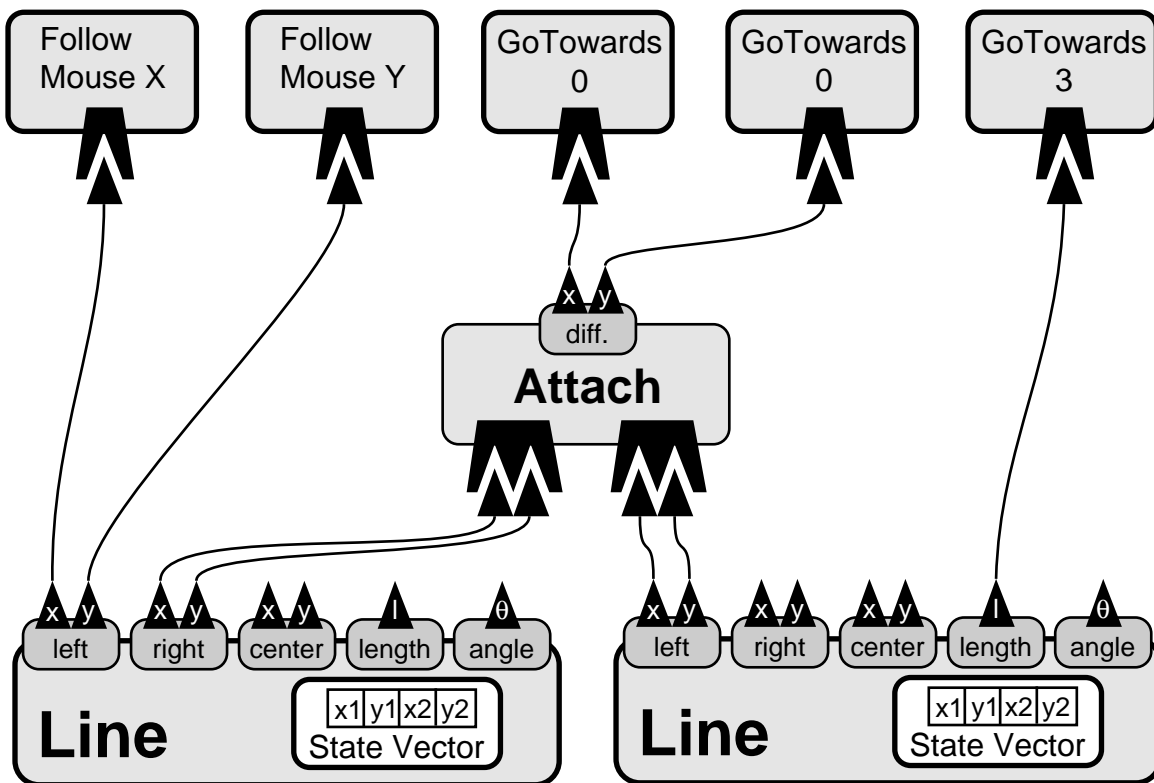 Follow
Mouse X
Follow
Mouse Y
GoTowards
0
GoTowards
0
GoTowards
3
x y
diff.
Attach
x y x y x y l θ
left right center length angle
x1 y1 x2 y2
State Vector
Line
x y x y x y l θ
left right center length angle
x1 y1 x2 y2
State Vector
Line